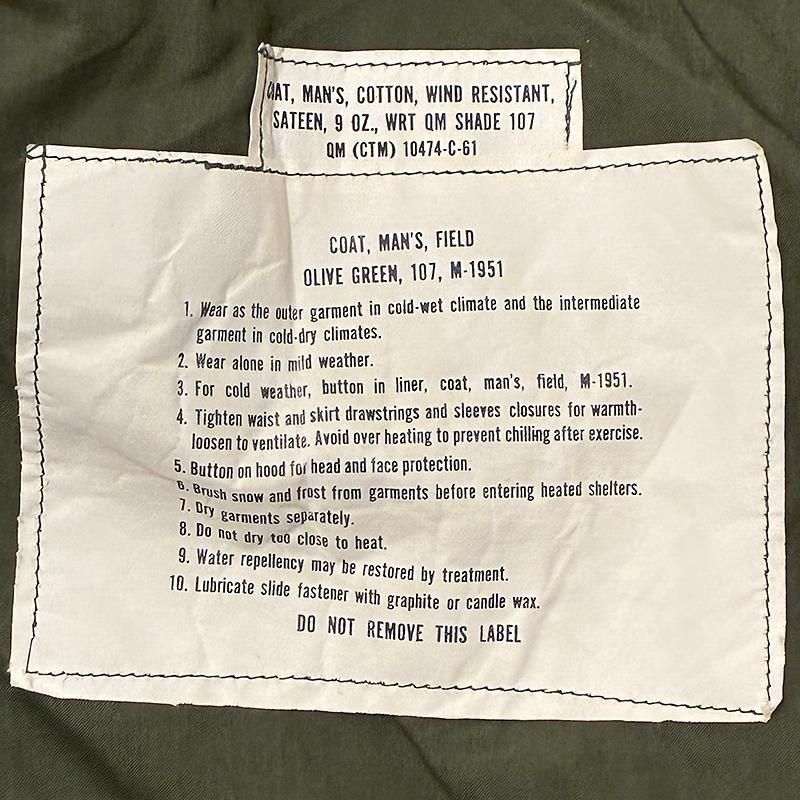 COAT, MAN'S, COTTON, WIND RESISTANT,
SATEEN, 9 OZ., WRT QM SHADE 107
QM (CTM) 10474-C-61
COAT, MAN'S, FIELD
OLIVE GREEN, 107, M-1951
1. Wear as the outer garment in cold-wet climate and the intermediate
garment in cold-dry climates.
2. Wear alone in mild weather.
3. For cold weather, button in liner, coat, man's, field, M-1951.
4. Tighten waist and skirt drawstrings and sleeves closures for warmth-
loosen to ventilate. Avoid over heating to prevent chilling after exercise.
5. Button on hood for head and face protection.
6. Brush snow and frost from garments before entering heated shelters.
7. Dry garments separately.
8. Do not dry too close to heat.
9. Water repellency may be restored by treatment.
10. Lubricate slide fastener with graphite or candle wax.
DO NOT REMOVE THIS LABEL